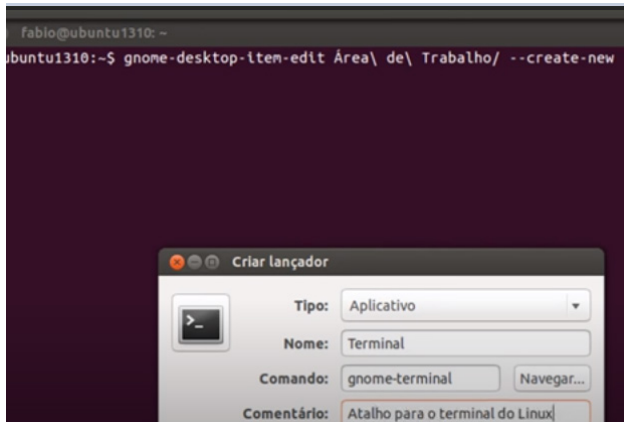 fabio@ubuntu1310: ~
ubuntu1310:~$ gnome-desktop-item-edit Área\ de\ Trabalho/ --create-new
Criar lançador
>_
Tipo: Aplicativo
Nome: Terminal
Comando: gnome-terminal Navegar...
Comentário: Atalho para o terminal do Linux